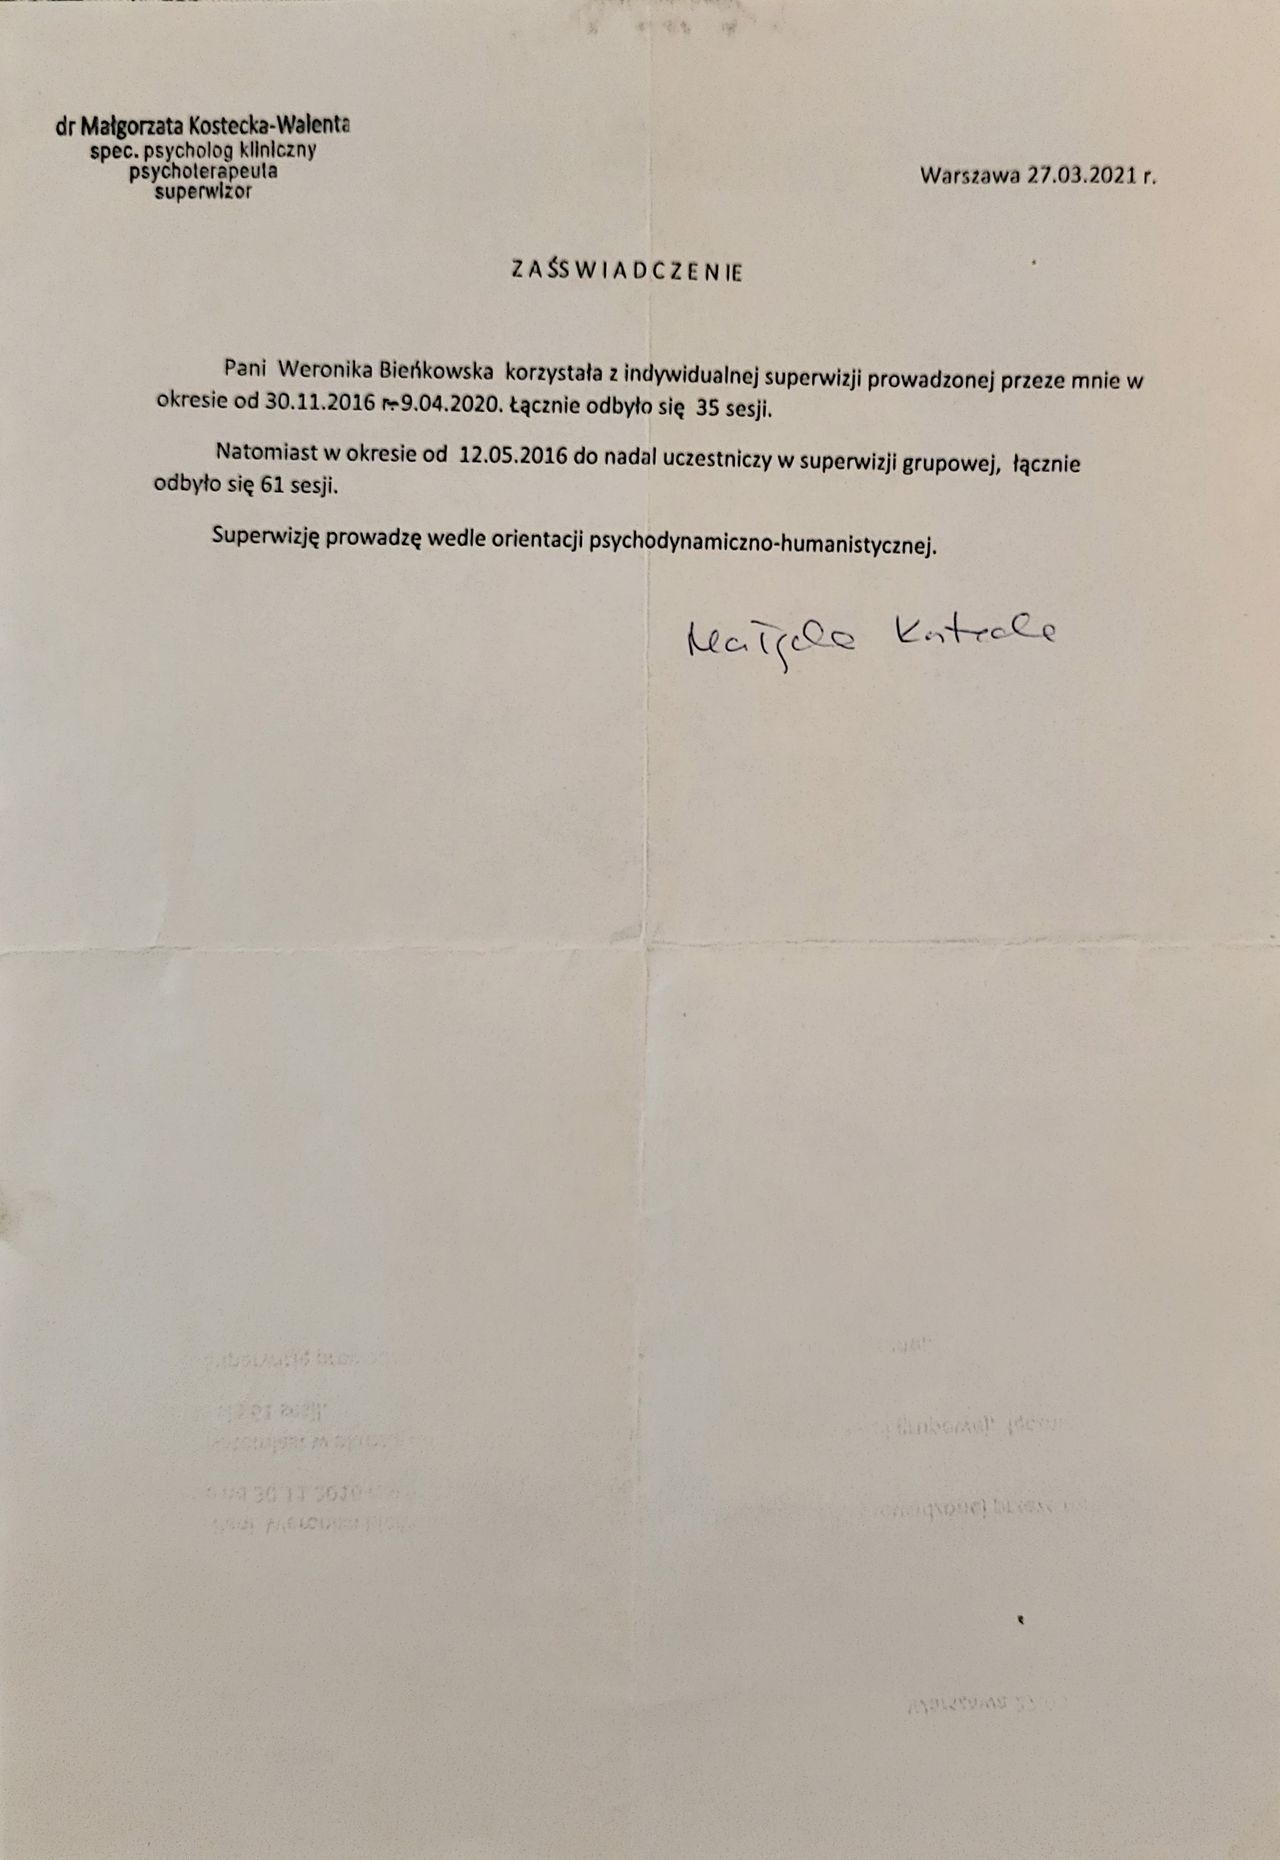 dr Małgorzata Kostecka-Walenta
spec. psycholog kliniczny
psychoterapeuta
superwizor
Warszawa 27.03.2021 r.
Z A Ś S W I A D C Z E N I E
Pani Weronika Bieńkowska korzystała z indywidualnej superwizji prowadzonej przeze mnie w
okresie od 30.11.2016 r-9.04.2020. Łącznie odbyło się 35 sesji.
Natomiast w okresie od 12.05.2016 do nadal uczestniczy w superwizji grupowej, łącznie
odbyło się 61 sesji.
Superwizję prowadzę wedle orientacji psychodynamiczno-humanistycznej.